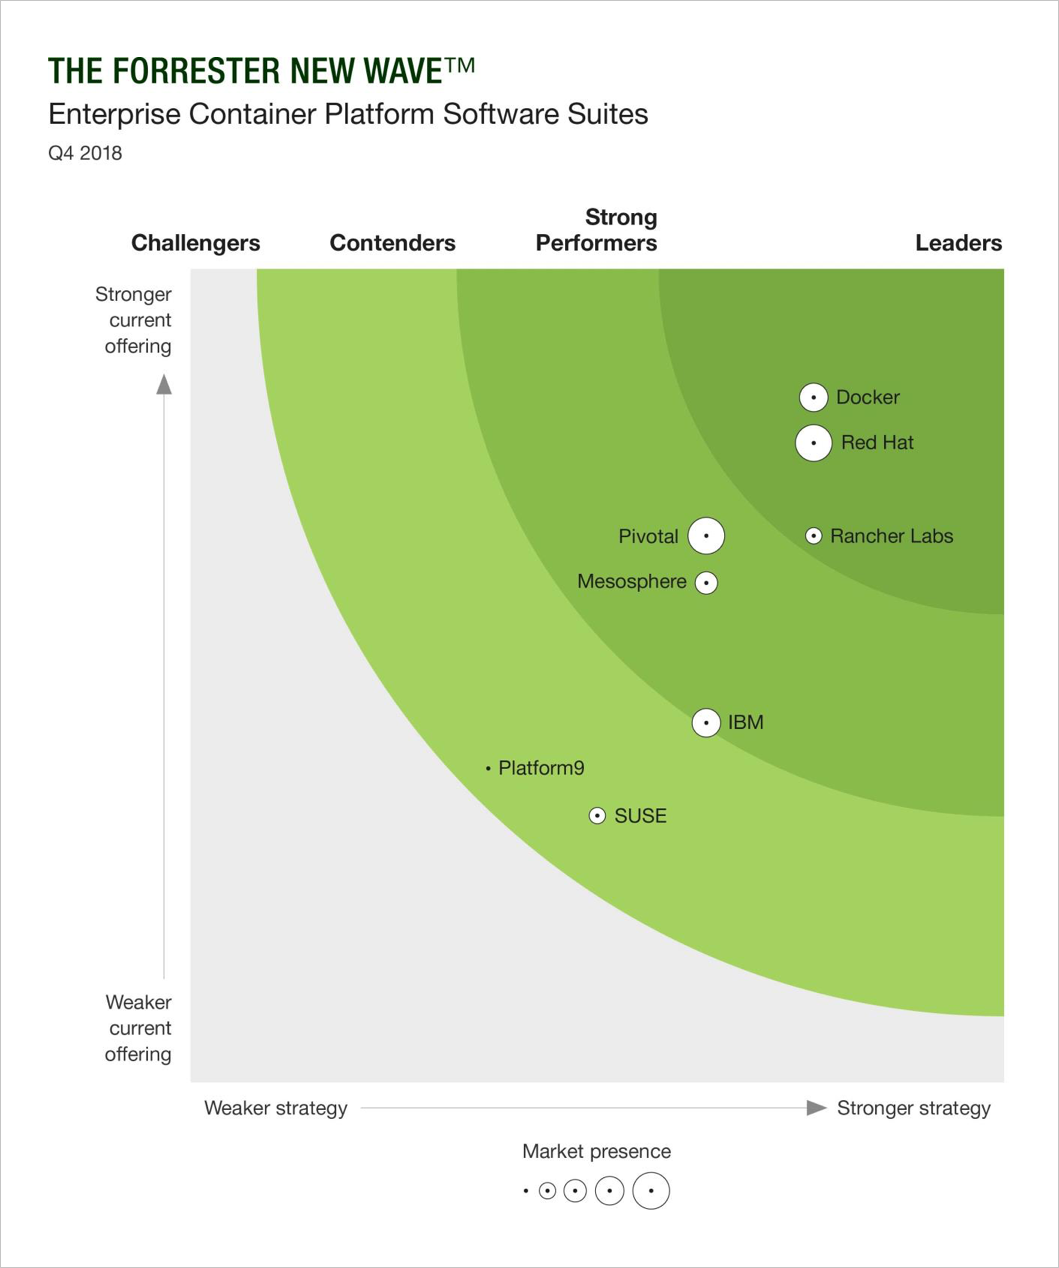 THE FORRESTER NEW WAVE™
Enterprise Container Platform Software Suites
Q4 2018
Challengers
Contenders
Strong
Performers
Leaders
Stronger
current
offering
Docker
Red Hat
Pivotal
Rancher Labs
Mesosphere
IBM
Platform9
SUSE
Weaker
current
offering
Weaker strategy
Stronger strategy
Market presence